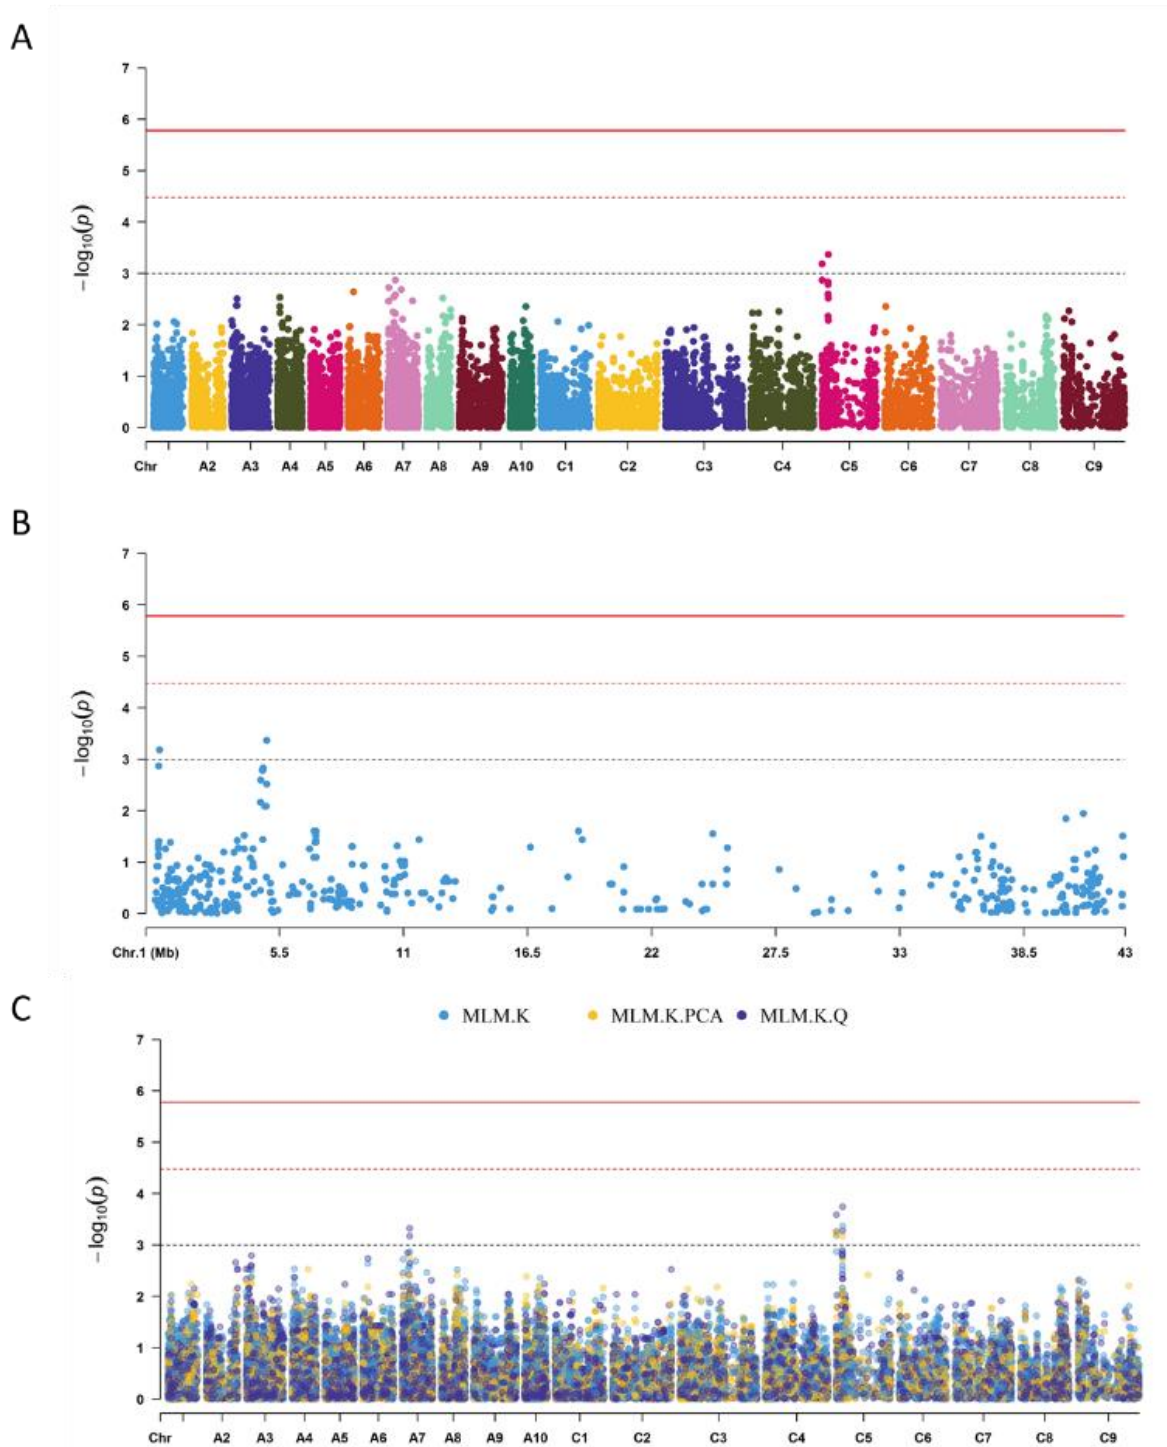 A
7
6
5
4
3
2
1
0
−log10(p)
Chr A2 A3 A4 A5 A6 A7 A8 A9 A10 C1 C2 C3 C4 C5 C6 C7 C8 C9
B
7
6
5
4
3
2
1
0
−log10(p)
Chr.1 (Mb) 5.5 11 16.5 22 27.5 33 38.5 43
C
MLM.K MLM.K.PCA MLM.K.Q
7
6
5
4
3
2
1
0
−log10(p)
Chr A2 A3 A4 A5 A6 A7 A8 A9 A10 C1 C2 C3 C4 C5 C6 C7 C8 C9